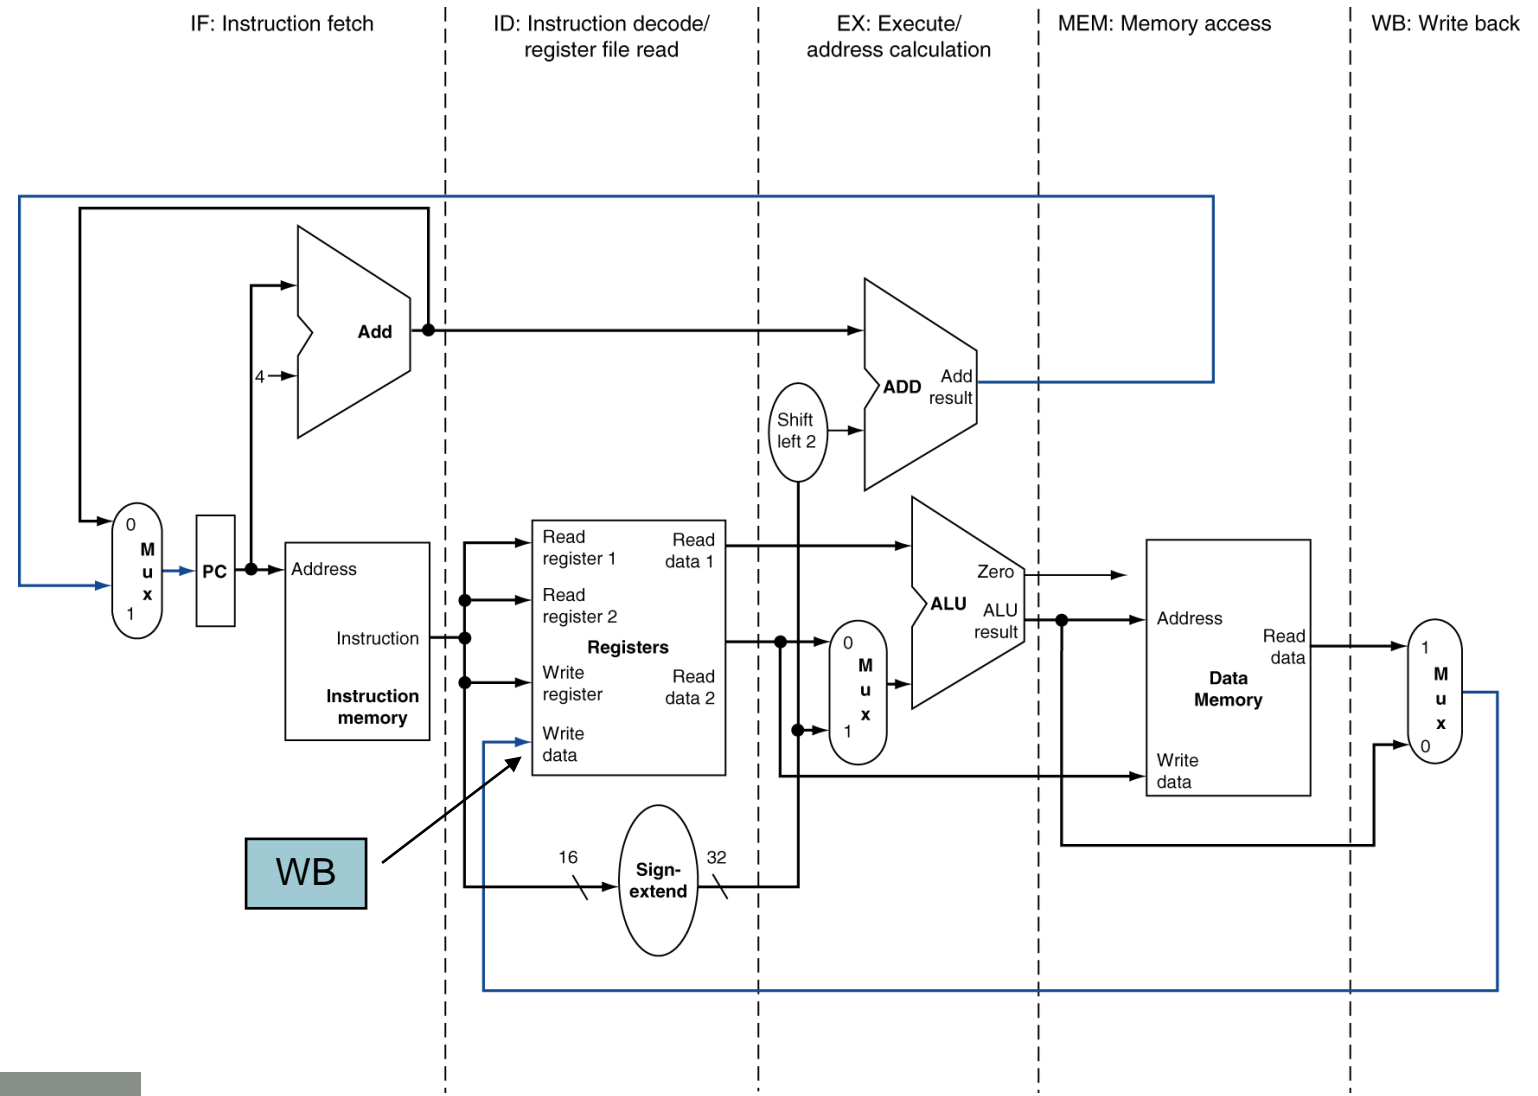 IF: Instruction fetch
ID: Instruction decode/
register file read
EX: Execute/
address calculation
MEM: Memory access
WB: Write back
Add
4
ADD
Add
result
Shift
left 2
0
M
u
x
1
PC
Address
Instruction
Instruction
memory
Read
register 1
Read
register 2
Write
register
Write
data
Registers
Read
data 1
Read
data 2
0
M
u
x
1
Zero
ALU
ALU
result
Address
Write
data
Read
data
Data
Memory
1
M
u
x
0
WB
16
Sign-
extend
32